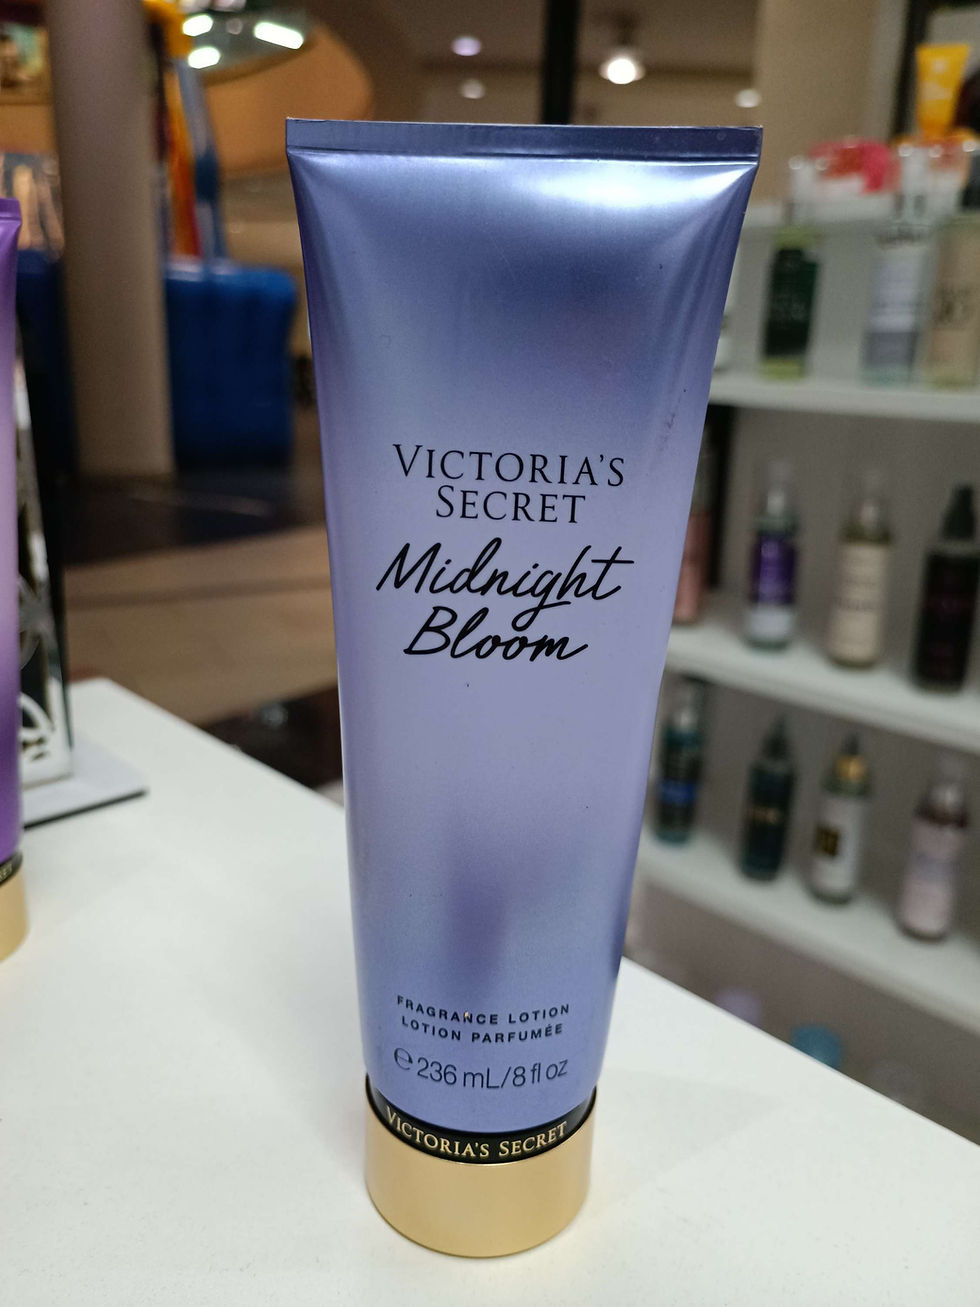 VICTORIA'S
SECRET
Midnight
Bloom
FRAGRANCE LOTION
LOTION PARFUMÉE
℮ 236 mL/8 fl oz
VICTORIA'S SECRET